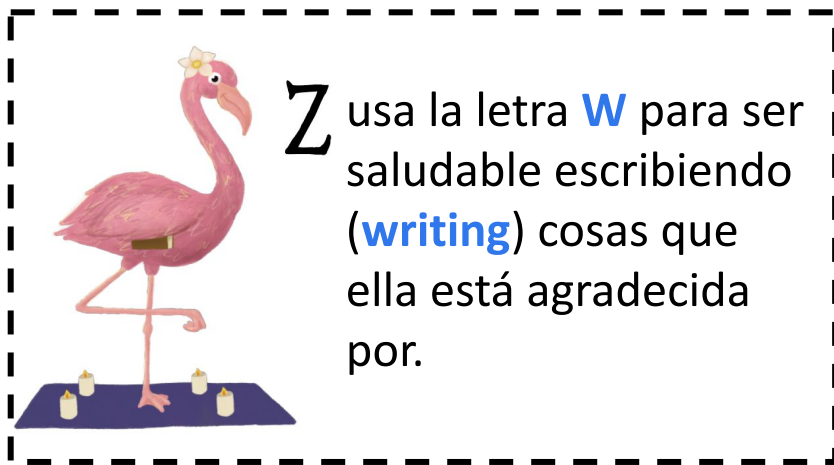 Z usa la letra W para ser
saludable escribiendo
(writing) cosas que
ella está agradecida
por.